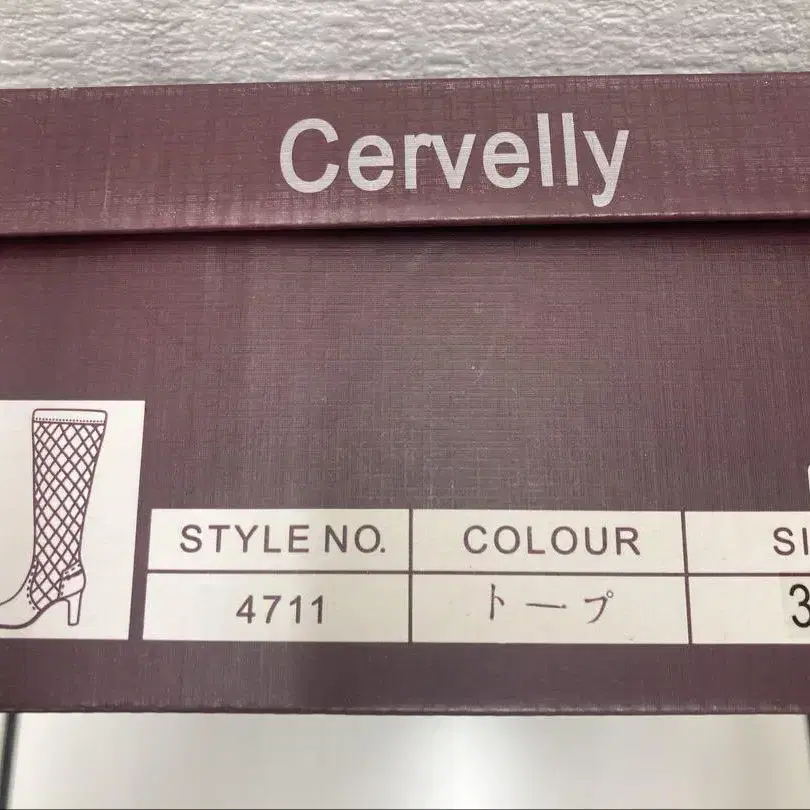 Cervelly
STYLE NO. COLOUR
4711 トープ